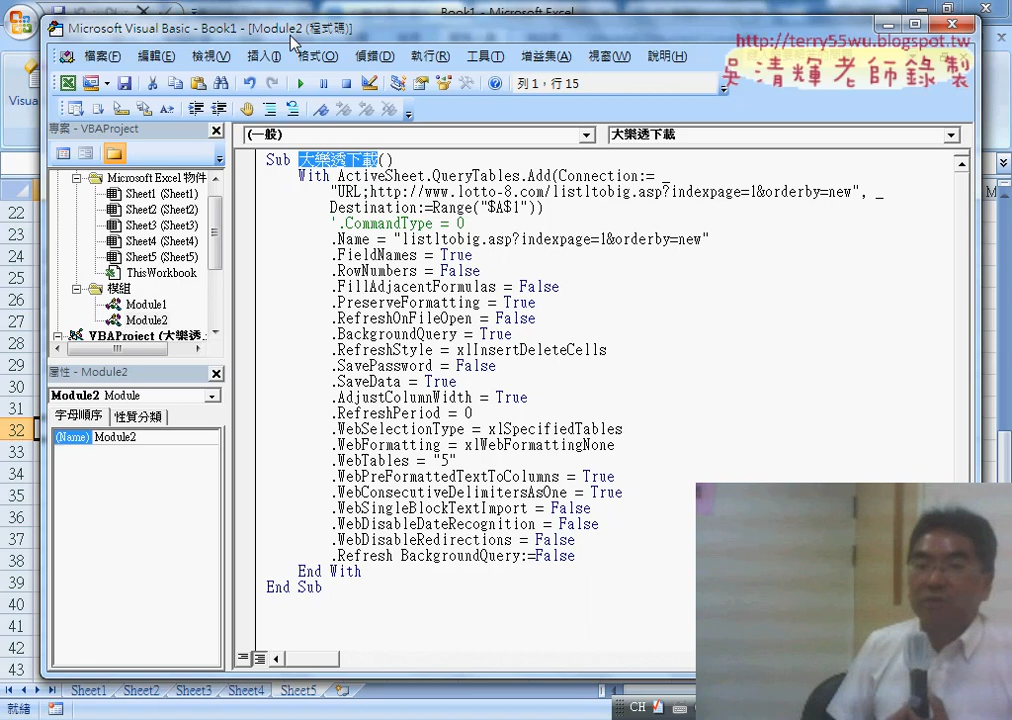 Book1 - Microsoft Excel
Microsoft Visual Basic - Book1 - [Module2 (程式碼)]
http://terry55wu.blogspot.tw
吳清輝老師錄製
檔案(F) 編輯(E) 檢視(V) 插入(I) 格式(O) 偵錯(D) 執行(R) 工具(T) 增益集(A) 視窗(W) 說明(H)
列 1，行 15
Visu
專案 - VBAProject
(一般)
大樂透下載
Microsoft Excel 物件
Sheet1 (Sheet1)
Sheet2 (Sheet2)
Sheet3 (Sheet3)
Sheet4 (Sheet4)
Sheet5 (Sheet5)
ThisWorkbook
模組
Module1
Module2
VBAProject (大樂透.
屬性 - Module2
Module2 Module
字母順序 性質分類
(Name) Module2
Sub 大樂透下載()
With ActiveSheet.QueryTables.Add(Connection:= _
"URL;http://www.lotto-8.com/listltobig.asp?indexpage=1&orderby=new", _
Destination:=Range("$A$1"))
'.CommandType = 0
.Name = "listltobig.asp?indexpage=1&orderby=new"
.FieldNames = True
.RowNumbers = False
.FillAdjacentFormulas = False
.PreserveFormatting = True
.RefreshOnFileOpen = False
.BackgroundQuery = True
.RefreshStyle = xlInsertDeleteCells
.SavePassword = False
.SaveData = True
.AdjustColumnWidth = True
.RefreshPeriod = 0
.WebSelectionType = xlSpecifiedTables
.WebFormatting = xlWebFormattingNone
.WebTables = "5"
.WebPreFormattedTextToColumns = True
.WebConsecutiveDelimitersAsOne = True
.WebSingleBlockTextImport = False
.WebDisableDateRecognition = False
.WebDisableRedirections = False
.Refresh BackgroundQuery:=False
End With
End Sub
M
22
23
24
25
26
27
28
29
30
31
32
33
34
35
36
37
38
39
40
41
42
43
Sheet1 Sheet2 Sheet3 Sheet4 Sheet5
就緒
CH